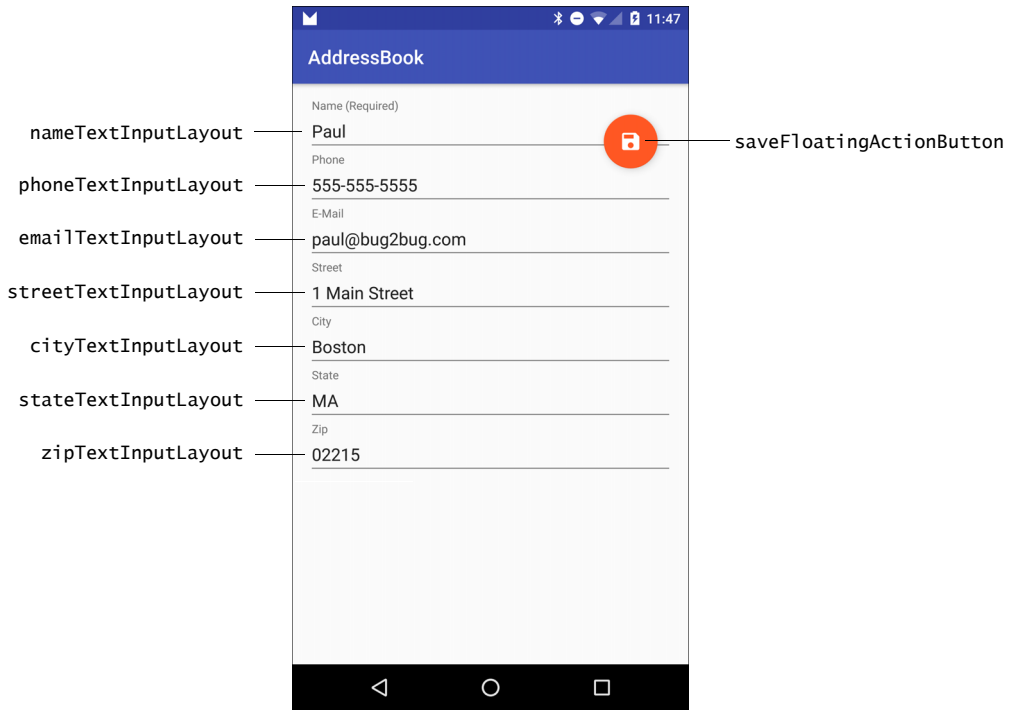 11:47
AddressBook
Name (Required)
nameTextInputLayout
Paul
saveFloatingActionButton
Phone
phoneTextInputLayout
555-555-5555
E-Mail
emailTextInputLayout
paul@bug2bug.com
Street
streetTextInputLayout
1 Main Street
City
cityTextInputLayout
Boston
State
stateTextInputLayout
MA
Zip
zipTextInputLayout
02215